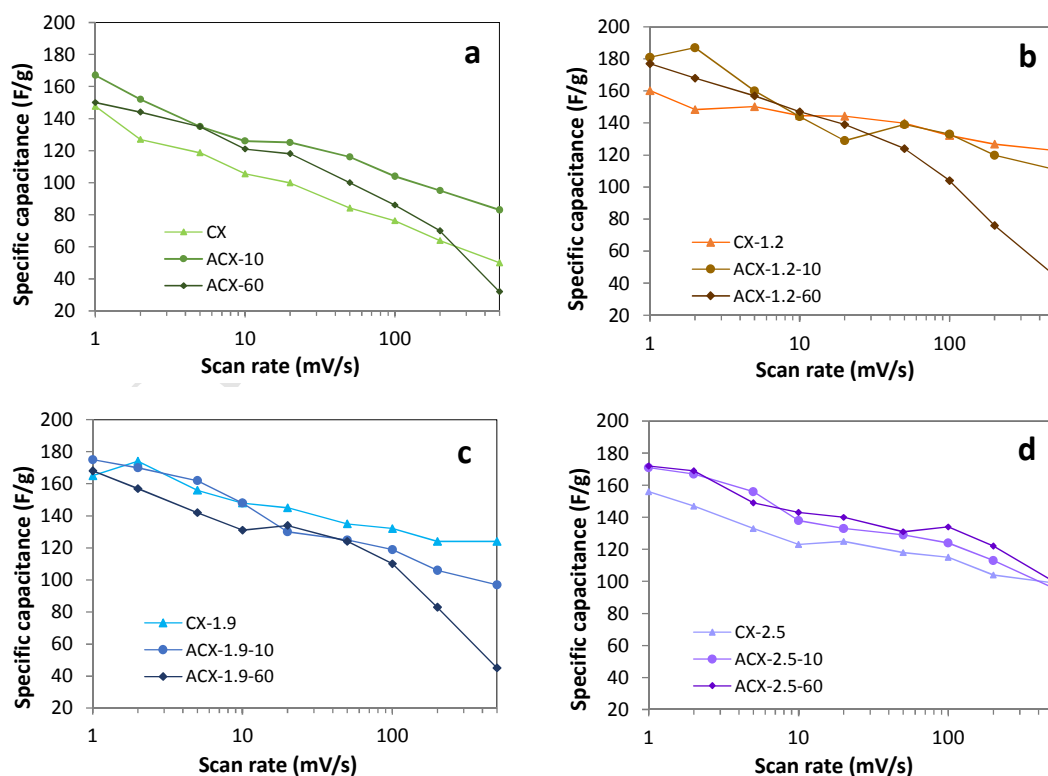 a
Specific capacitance (F/g)
200
180
160
140
120
100
80
60
40
20
CX
ACX-10
ACX-60
1
10
100
Scan rate (mV/s)
b
Specific capacitance (F/g)
200
180
160
140
120
100
80
60
40
20
CX-1.2
ACX-1.2-10
ACX-1.2-60
1
10
100
Scan rate (mV/s)
c
Specific capacitance (F/g)
200
180
160
140
120
100
80
60
40
20
CX-1.9
ACX-1.9-10
ACX-1.9-60
1
10
100
Scan rate (mV/s)
d
Specific capacitance (F/g)
200
180
160
140
120
100
80
60
40
20
CX-2.5
ACX-2.5-10
ACX-2.5-60
1
10
100
Scan rate (mV/s)